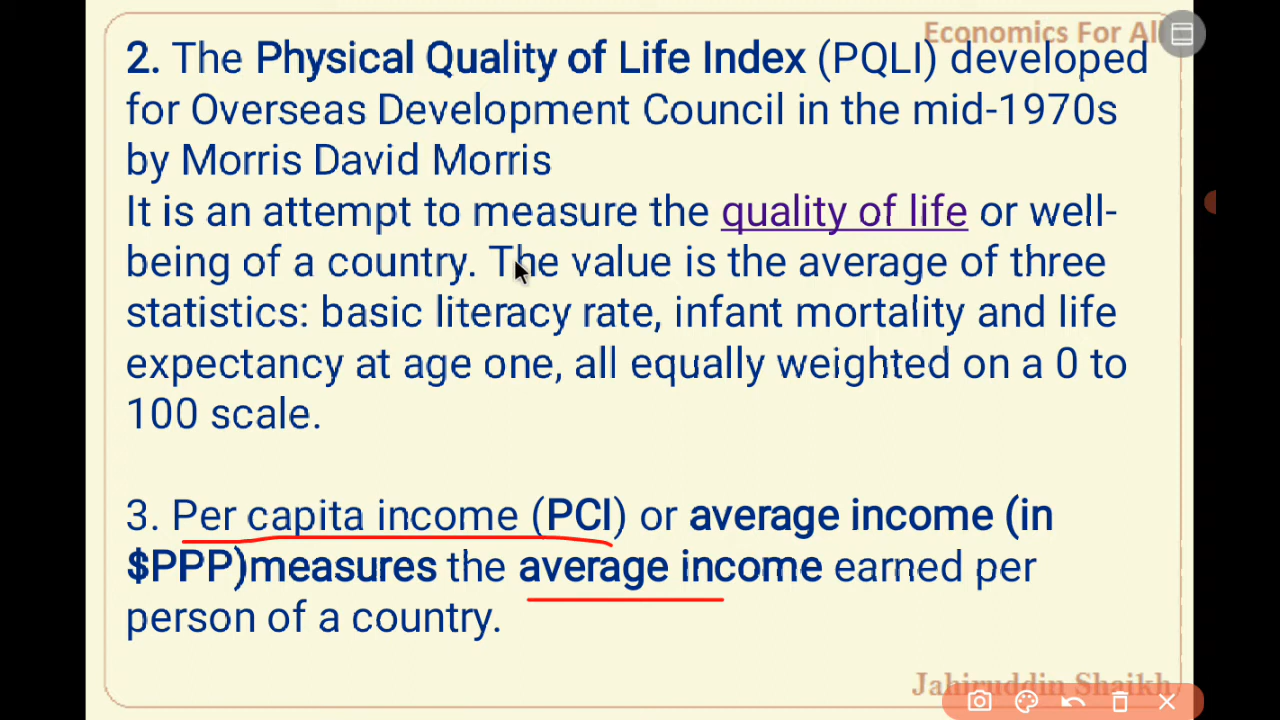 Economics For All
2. The Physical Quality of Life Index (PQLI) developed
for Overseas Development Council in the mid-1970s
by Morris David Morris
It is an attempt to measure the quality of life or well-
being of a country. The value is the average of three
statistics: basic literacy rate, infant mortality and life
expectancy at age one, all equally weighted on a 0 to
100 scale.
3. Per capita income (PCI) or average income (in
$PPP)measures the average income earned per
person of a country.
Jahiruddin Shaikh